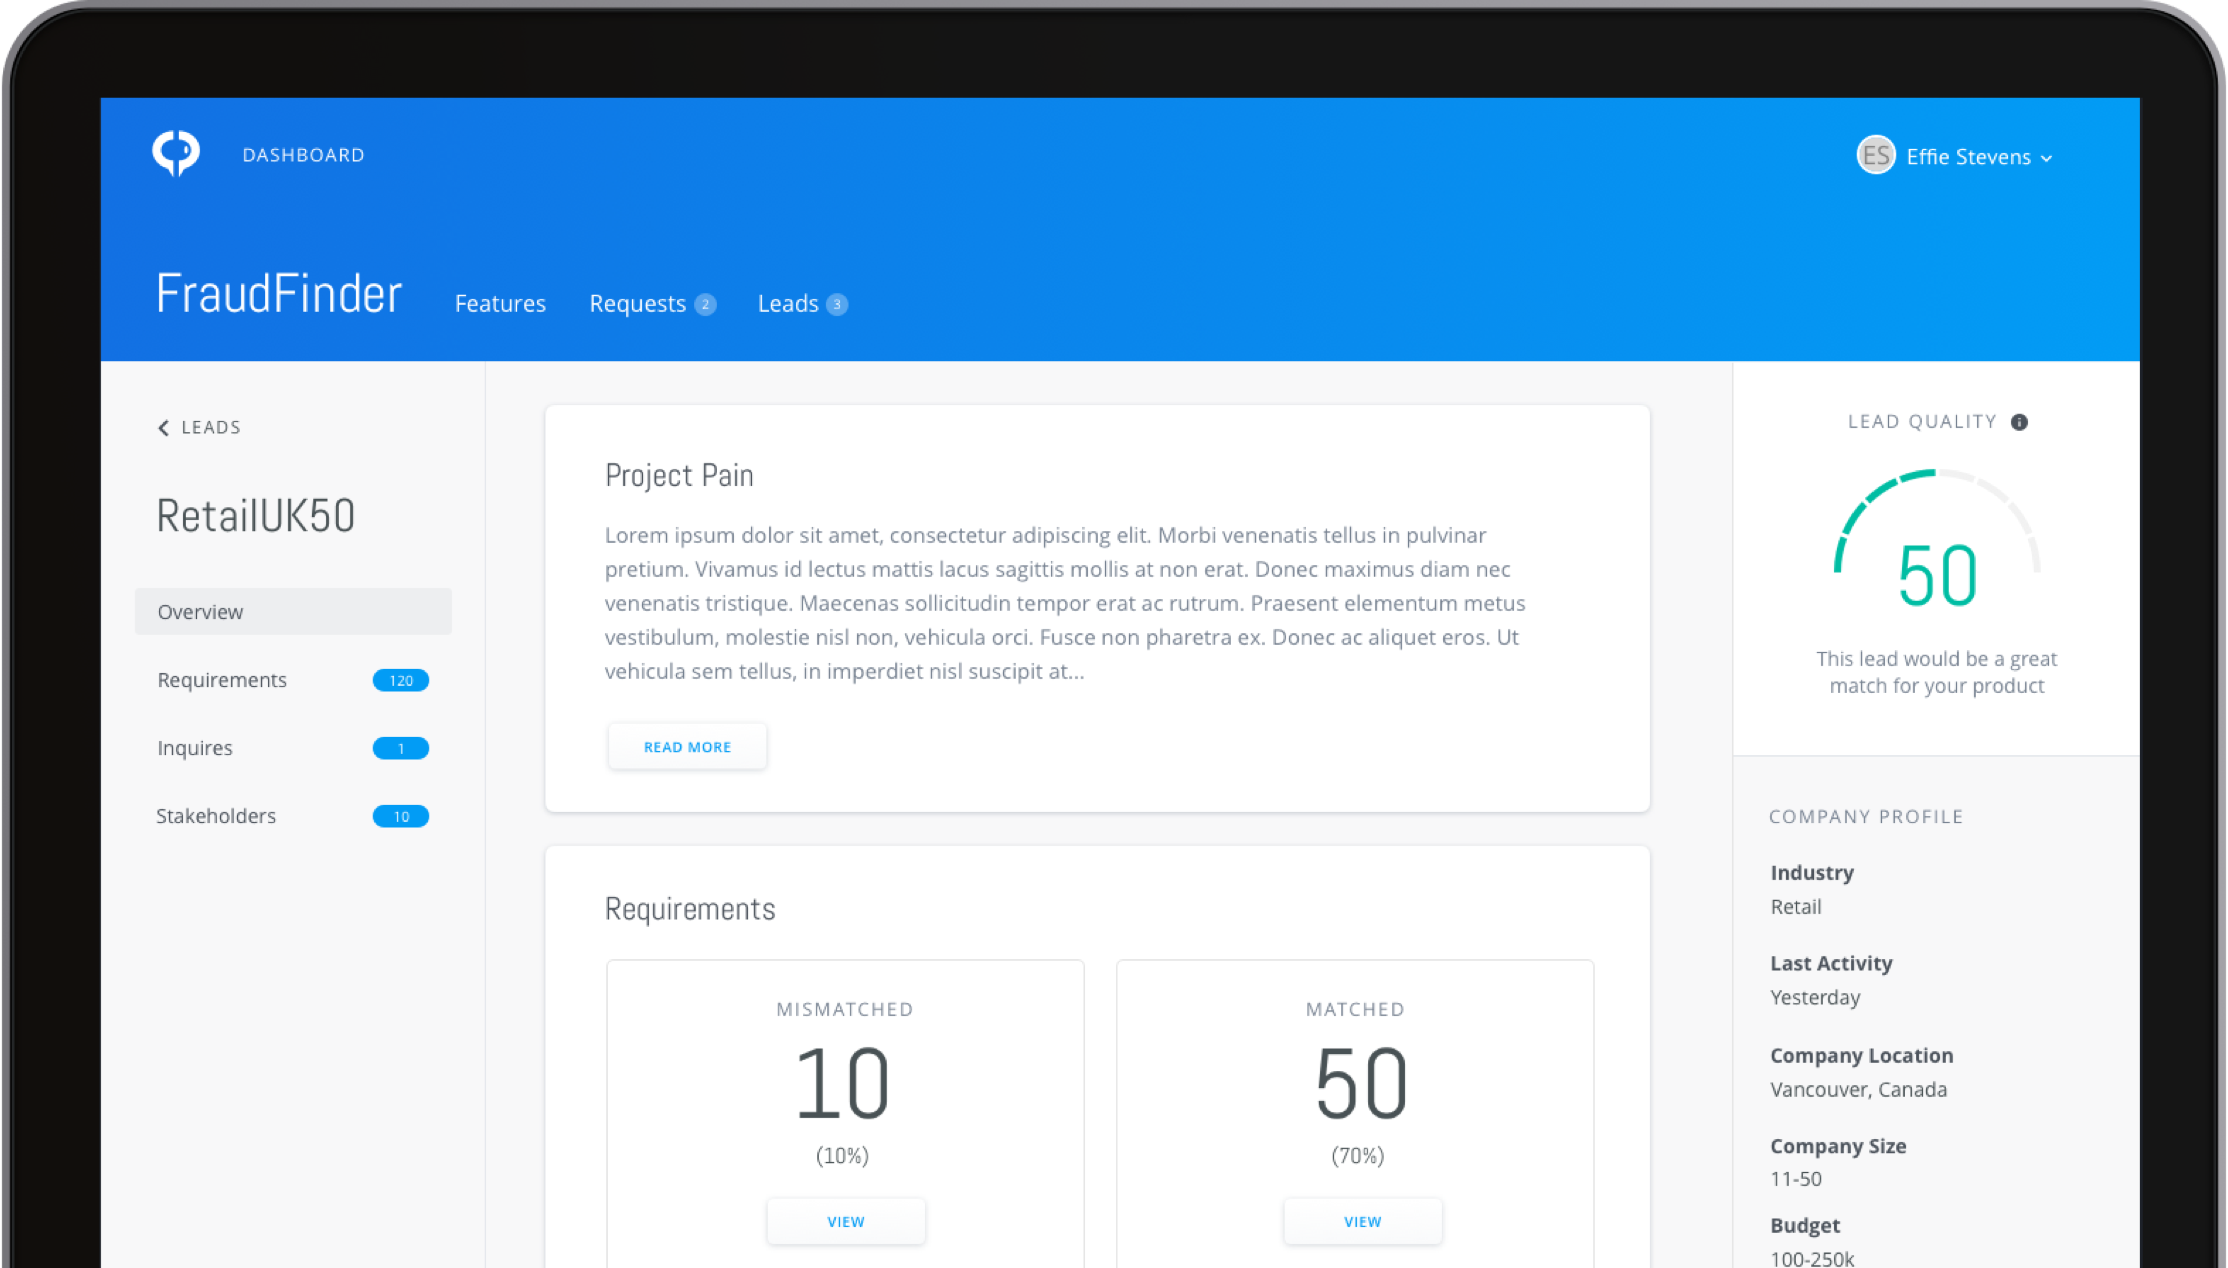 DASHBOARD
ES Effie Stevens
FraudFinder Features Requests 2 Leads 3
LEADS
RetailUK50
Overview
Requirements 120
Inquires 1
Stakeholders 10
Project Pain
Lorem ipsum dolor sit amet, consectetur adipiscing elit. Morbi venenatis tellus in pulvinar
pretium. Vivamus id lectus mattis lacus sagittis mollis at non erat. Donec maximus diam nec
venenatis tristique. Maecenas sollicitudin tempor erat ac rutrum. Praesent elementum metus
vestibulum, molestie nisl non, vehicula orci. Fusce non pharetra ex. Donec ac aliquet eros. Ut
vehicula sem tellus, in imperdiet nisl suscipit at...
READ MORE
Requirements
MISMATCHED
10
(10%)
VIEW
MATCHED
50
(70%)
VIEW
LEAD QUALITY i
50
This lead would be a great
match for your product
COMPANY PROFILE
Industry
Retail
Last Activity
Yesterday
Company Location
Vancouver, Canada
Company Size
11-50
Budget
100-250k